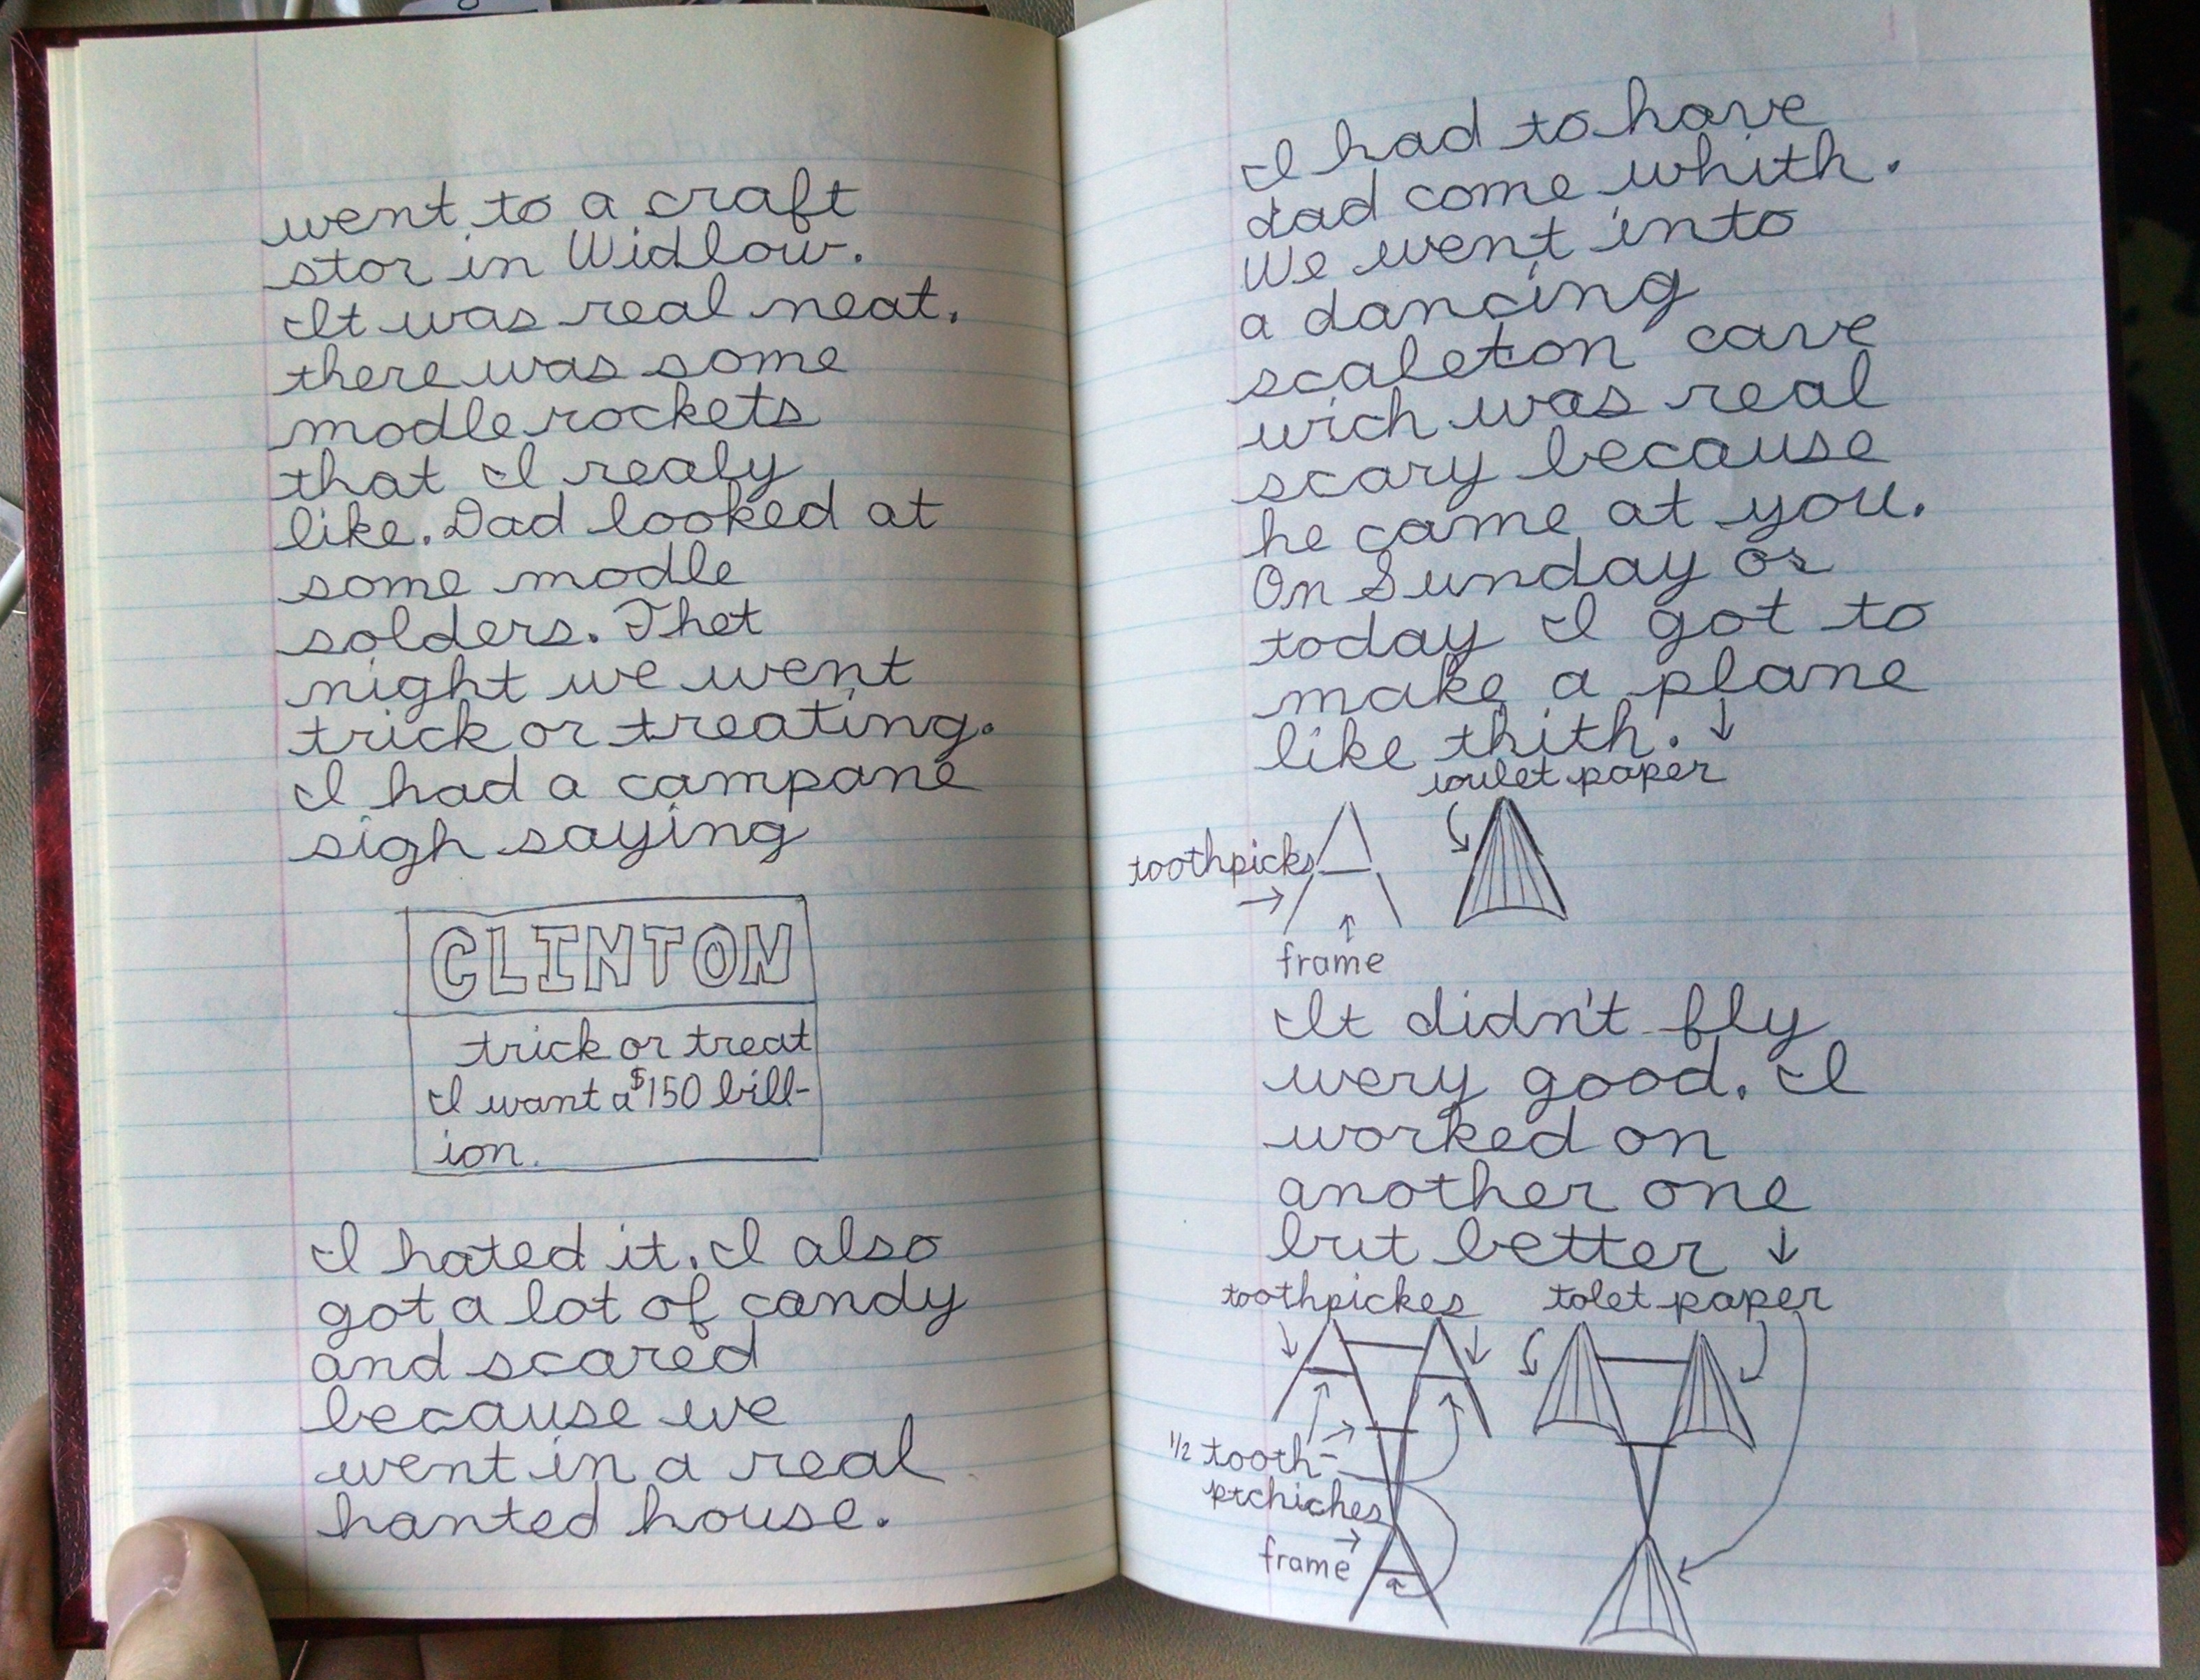 went to a craft
stor in Widlow.
It was real neat.
there was some
modle rockets
that I realy
like. Dad looked at
some modle
solders. Thet
night we went
trick or treating.
I had a campane
sigh saying
CLINTON
trick or treat
I want a $150 bill-
ion.
I hated it. I also
got a lot of candy
and scared
because we
went in a real
hanted house.
I had to have
dad come whith.
We went into
a dancing
scaleton cave
wich was real
scary because
he came at you.
On Sunday or
today I got to
make a plane
like thith. ↓
toulet paper
toothpicks
→
frame
It didn't fly
wery good. I
worked on
another one
but better ↓
toothpickes tolet paper
1/2 tooth-
ptchiches
frame